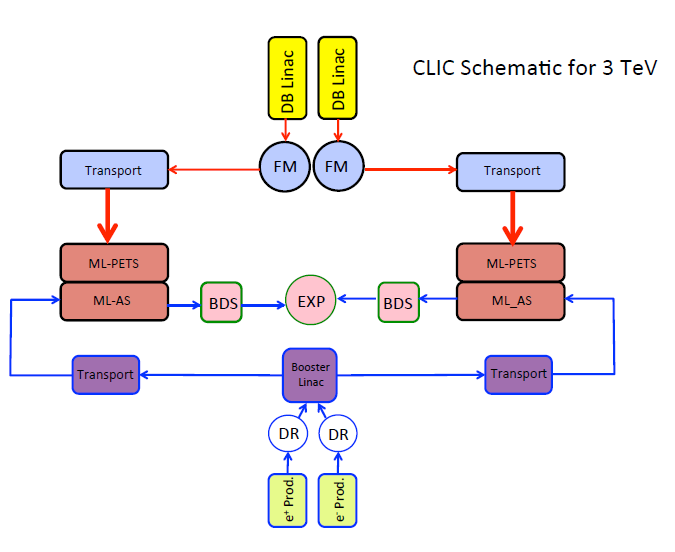 CLIC Schematic for 3 TeV
DB Linac
DB Linac
FM
FM
Transport
Transport
ML-PETS
ML-AS
BDS
EXP
BDS
ML-PETS
ML_AS
Transport
Booster
Linac
Transport
DR
DR
e⁺ Prod.
e⁻ Prod.